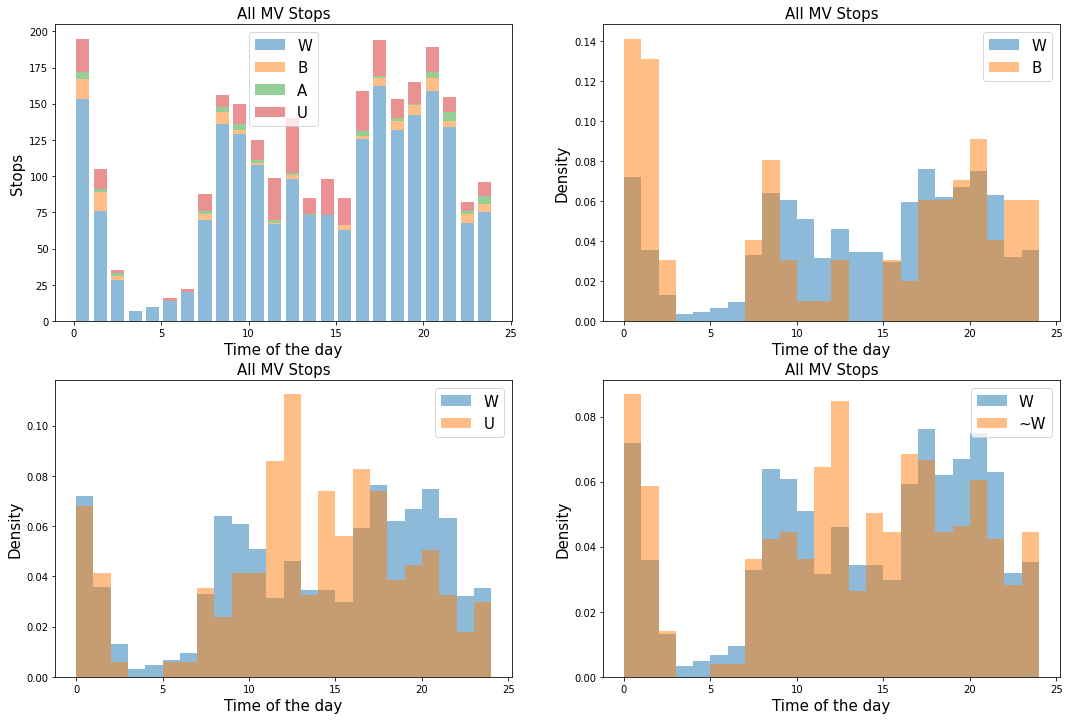 All MV Stops
200
175
150
125
100
75
50
25
0
Stops
W
B
A
U
0 5 10 15 20 25
Time of the day
All MV Stops
0.14
0.12
0.10
0.08
0.06
0.04
0.02
0.00
Density
W
B
0 5 10 15 20 25
Time of the day
All MV Stops
0.10
0.08
0.06
0.04
0.02
0.00
Density
W
U
0 5 10 15 20 25
Time of the day
All MV Stops
0.08
0.06
0.04
0.02
0.00
Density
W
~W
0 5 10 15 20 25
Time of the day